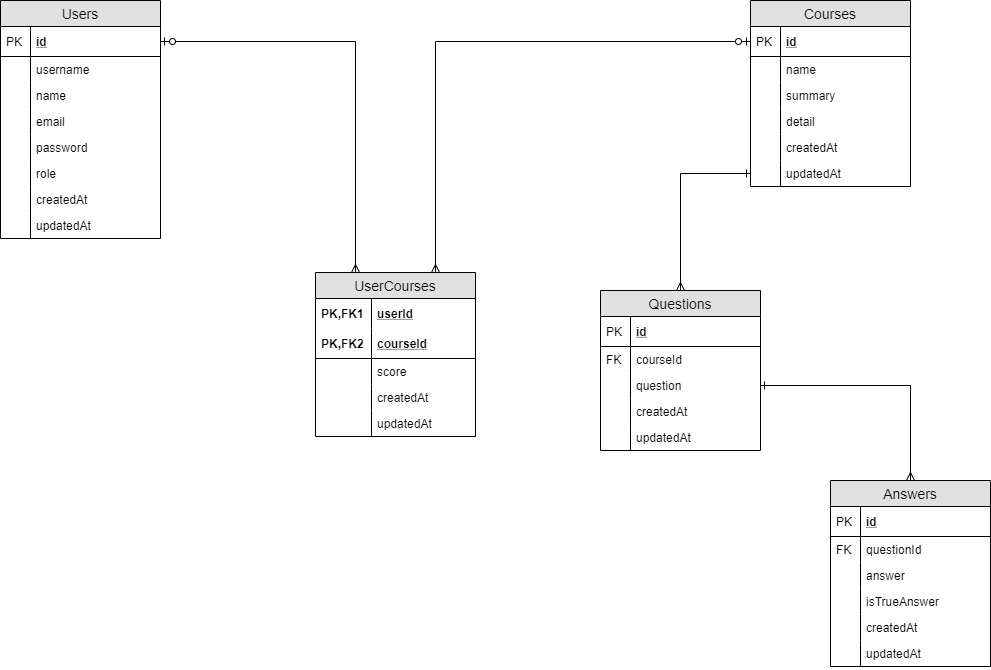 Users
PK id
username
name
email
password
role
createdAt
updatedAt
Courses
PK id
name
summary
detail
createdAt
updatedAt
UserCourses
PK,FK1 userId
PK,FK2 courseId
score
createdAt
updatedAt
Questions
PK id
FK courseId
question
createdAt
updatedAt
Answers
PK id
FK questionId
answer
isTrueAnswer
createdAt
updatedAt